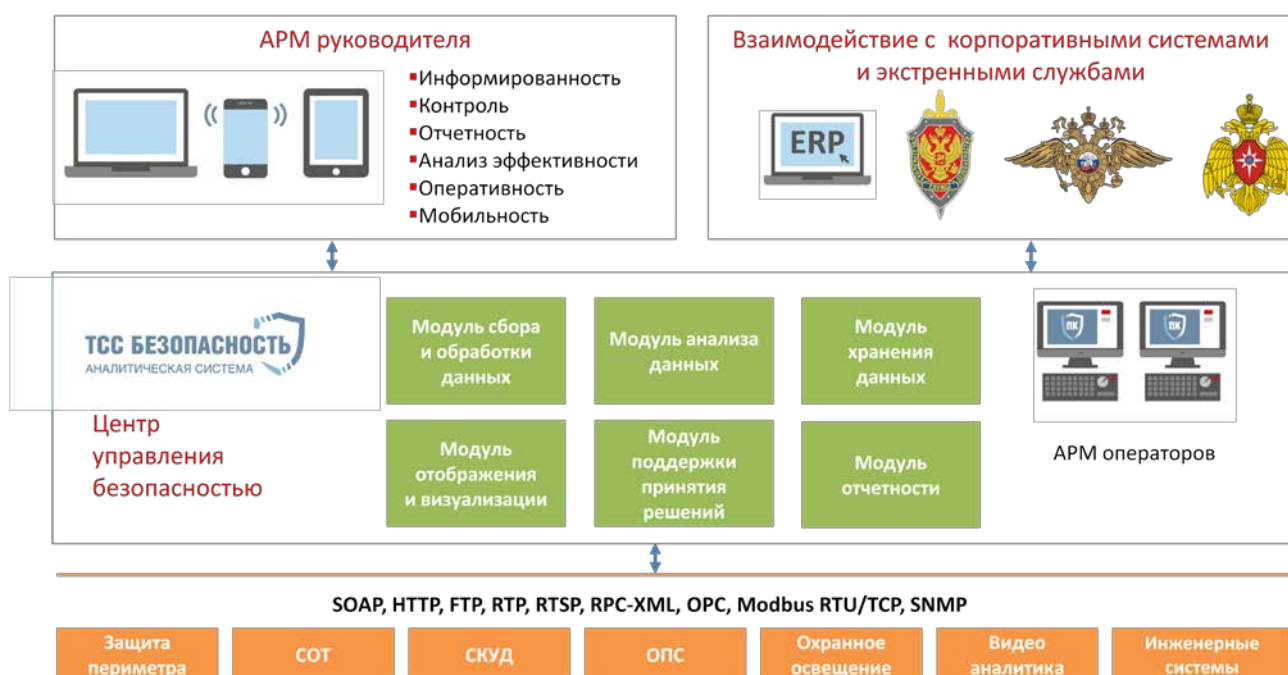 АРМ руководителя
▪Информированность
▪Контроль
▪Отчетность
▪Анализ эффективности
▪Оперативность
▪Мобильность
Взаимодействие с корпоративными системами
и экстренными службами
ERP
ТСС БЕЗОПАСНОСТЬ
АНАЛИТИЧЕСКАЯ СИСТЕМА
Центр
управления
безопасностью
Модуль сбора
и обработки
данных
Модуль анализа
данных
Модуль
хранения
данных
Модуль
отображения
и визуализации
Модуль
поддержки
принятия
решений
Модуль
отчетности
ПК
ПК
АРМ операторов
SOAP, HTTP, FTP, RTP, RTSP, RPC-XML, OPC, Modbus RTU/TCP, SNMP
Защита
периметра
СОТ
СКУД
ОПС
Охранное
освещение
Видео
аналитика
Инженерные
системы